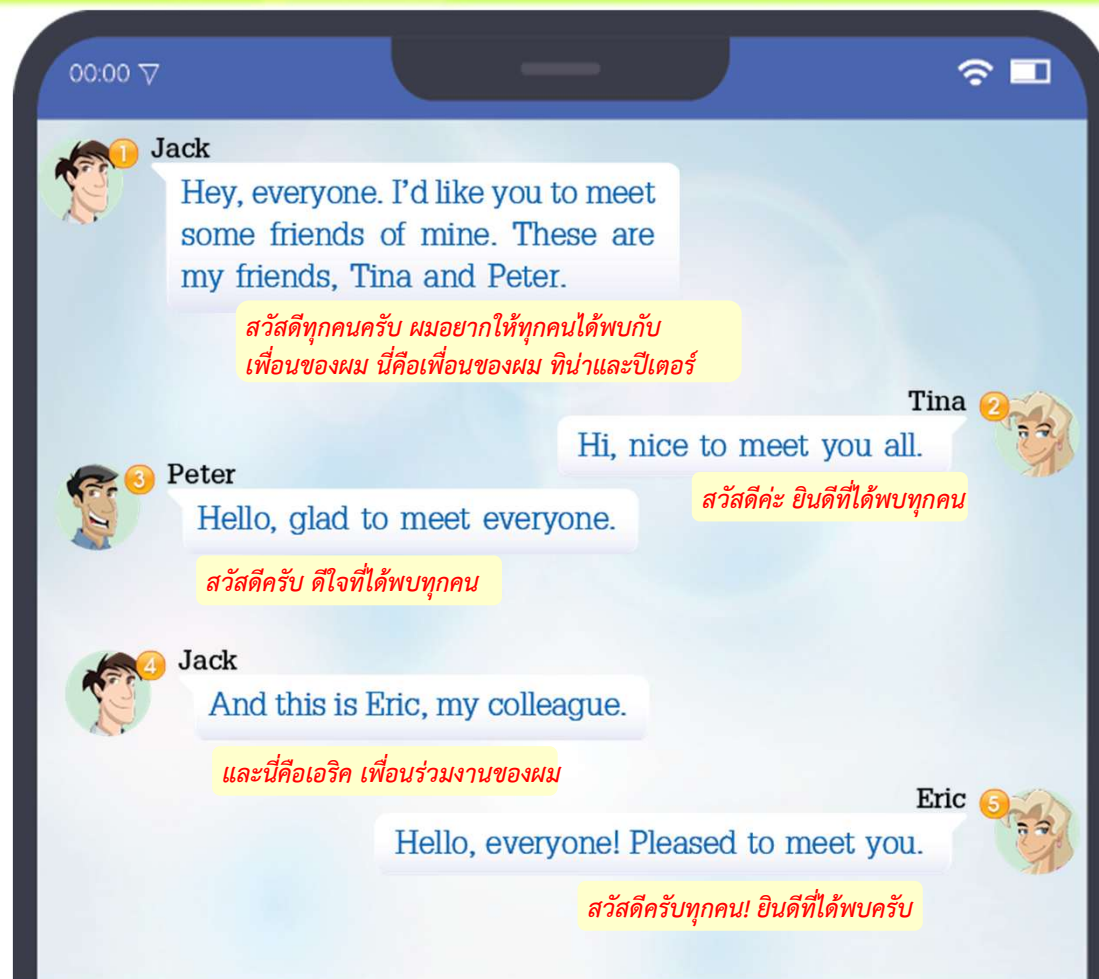 00:00
1
Jack
Hey, everyone. I'd like you to meet
some friends of mine. These are
my friends, Tina and Peter.
สวัสดีทุกคนครับ ผมอยากให้ทุกคนได้พบกับ
เพื่อนของผม นี่คือเพื่อนของผม ทิน่าและปีเตอร์
Tina 2
Hi, nice to meet you all.
สวัสดีค่ะ ยินดีที่ได้พบทุกคน
3 Peter
Hello, glad to meet everyone.
สวัสดีครับ ดีใจที่ได้พบทุกคน
4 Jack
And this is Eric, my colleague.
และนี่คือเอริค เพื่อนร่วมงานของผม
Eric 5
Hello, everyone! Pleased to meet you.
สวัสดีครับทุกคน! ยินดีที่ได้พบครับ